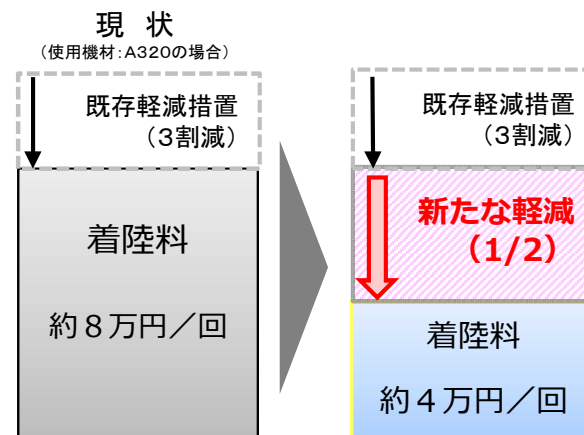 現 状
（使用機材：A320の場合）
既存軽減措置
（3割減）
着陸料
約８万円／回
既存軽減措置
（3割減）
新たな軽減
（1/2）
着陸料
約４万円／回